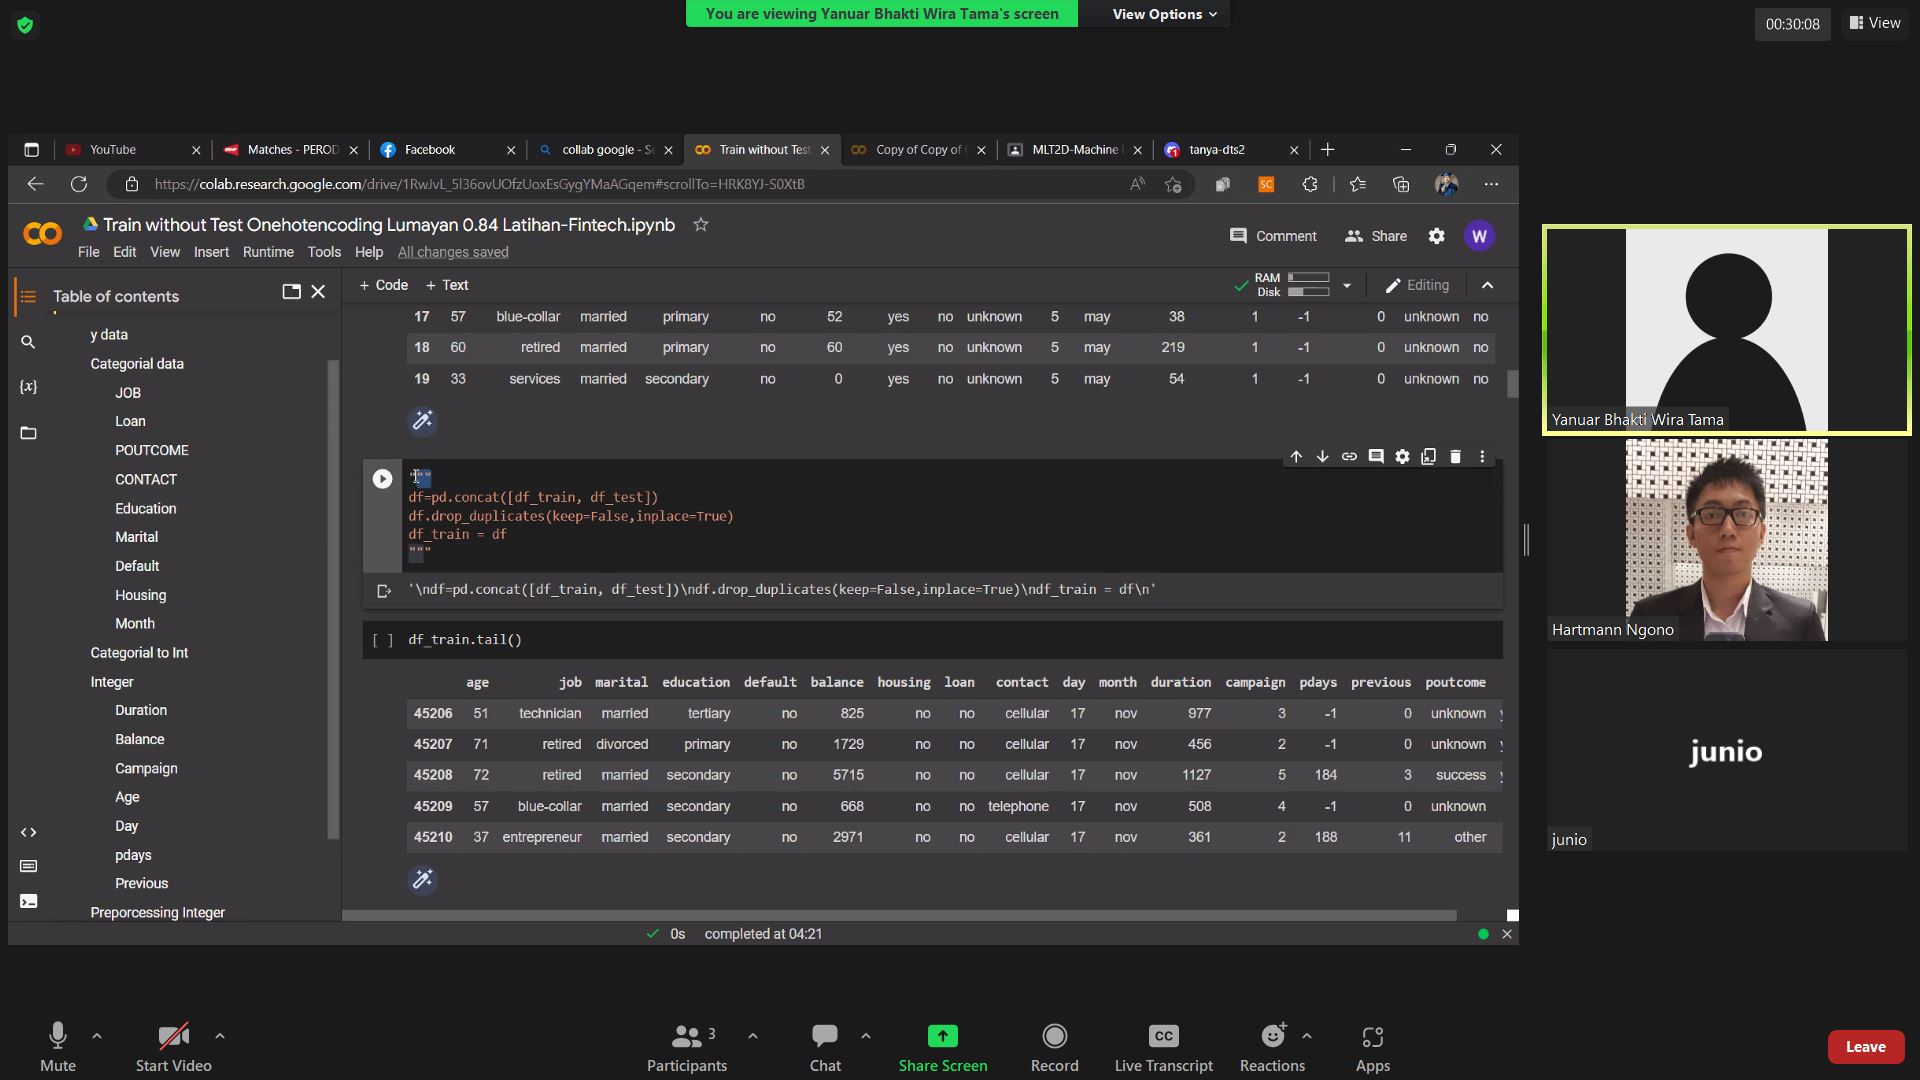 You are viewing Yanuar Bhakti Wira Tama's screen
View Options
00:30:08
View
YouTube
Matches - PEROD
Facebook
collab google - S
Train without Test
Copy of Copy of
MLT2D-Machine
tanya-dts2
https://colab.research.google.com/drive/1RwJvL_5l36ovUOfzUoxEsGygYMaAGqem#scrollTo=HRK8YJ-S0XtB
SC
Train without Test Onehotencoding Lumayan 0.84 Latihan-Fintech.ipynb
File Edit View Insert Runtime Tools Help All changes saved
Comment
Share
W
Table of contents
+ Code + Text
RAM
Disk
Editing
y data
Categorial data
JOB
Loan
POUTCOME
CONTACT
Education
Marital
Default
Housing
Month
Categorial to Int
Integer
Duration
Balance
Campaign
Age
Day
pdays
Previous
Preporcessing Integer
17 57 blue-collar married primary no 52 yes no unknown 5 may 38 1 -1 0 unknown no
18 60 retired married primary no 60 yes no unknown 5 may 219 1 -1 0 unknown no
19 33 services married secondary no 0 yes no unknown 5 may 54 1 -1 0 unknown no
"""
df=pd.concat([df_train, df_test])
df.drop_duplicates(keep=False,inplace=True)
df_train = df
"""
'\ndf=pd.concat([df_train, df_test])\ndf.drop_duplicates(keep=False,inplace=True)\ndf_train = df\n'
[ ] df_train.tail()
age job marital education default balance housing loan contact day month duration campaign pdays previous poutcome
45206 51 technician married tertiary no 825 no no cellular 17 nov 977 3 -1 0 unknown
45207 71 retired divorced primary no 1729 no no cellular 17 nov 456 2 -1 0 unknown
45208 72 retired married secondary no 5715 no no cellular 17 nov 1127 5 184 3 success
45209 57 blue-collar married secondary no 668 no no telephone 17 nov 508 4 -1 0 unknown
45210 37 entrepreneur married secondary no 2971 no no cellular 17 nov 361 2 188 11 other
0s completed at 04:21
Yanuar Bhakti Wira Tama
Hartmann Ngono
junio
junio
Mute
Start Video
3
Participants
Chat
Share Screen
Record
CC
Live Transcript
Reactions
Apps
Leave